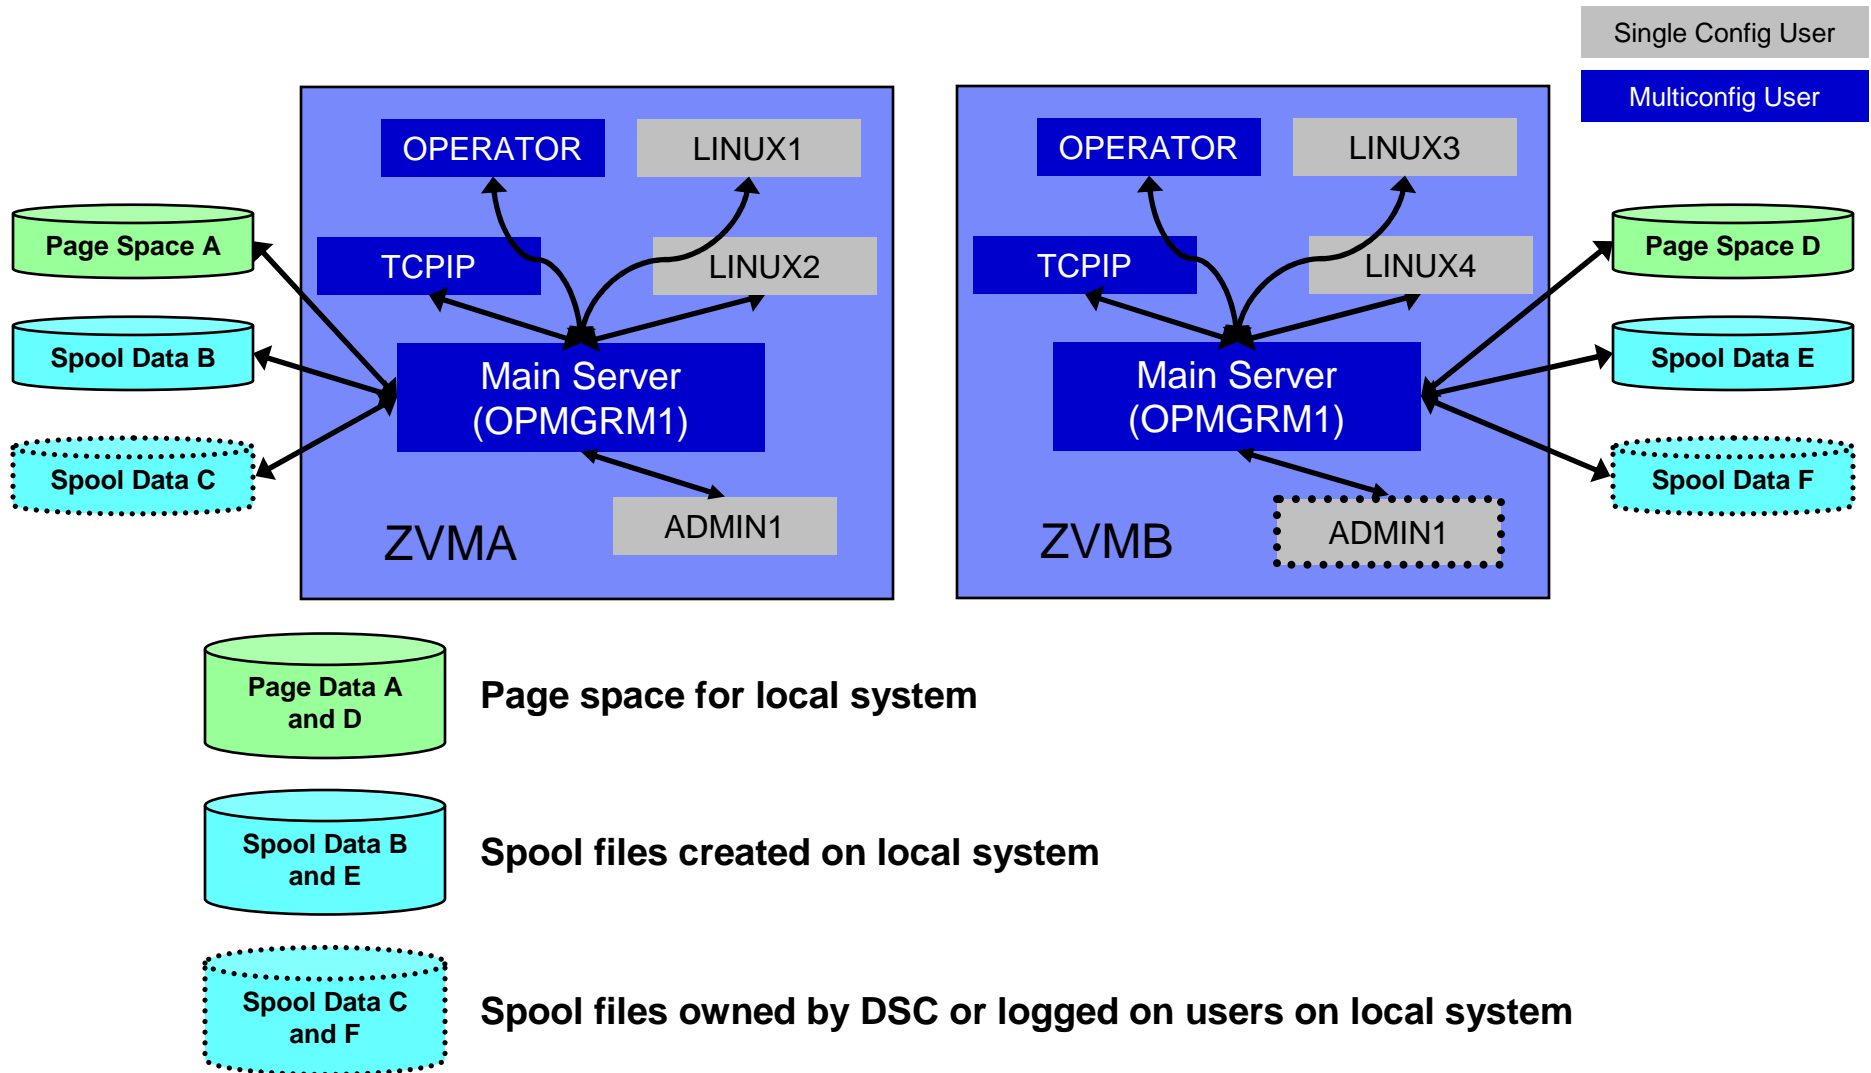 Single Config User
Multiconfig User
OPERATOR
LINUX1
TCPIP
LINUX2
Main Server
(OPMGRM1)
ADMIN1
ZVMA
OPERATOR
LINUX3
TCPIP
LINUX4
Main Server
(OPMGRM1)
ADMIN1
ZVMB
Page Space A
Spool Data B
Spool Data C
Page Space D
Spool Data E
Spool Data F
Page Data A
and D
Page space for local system
Spool Data B
and E
Spool files created on local system
Spool Data C
and F
Spool files owned by DSC or logged on users on local system